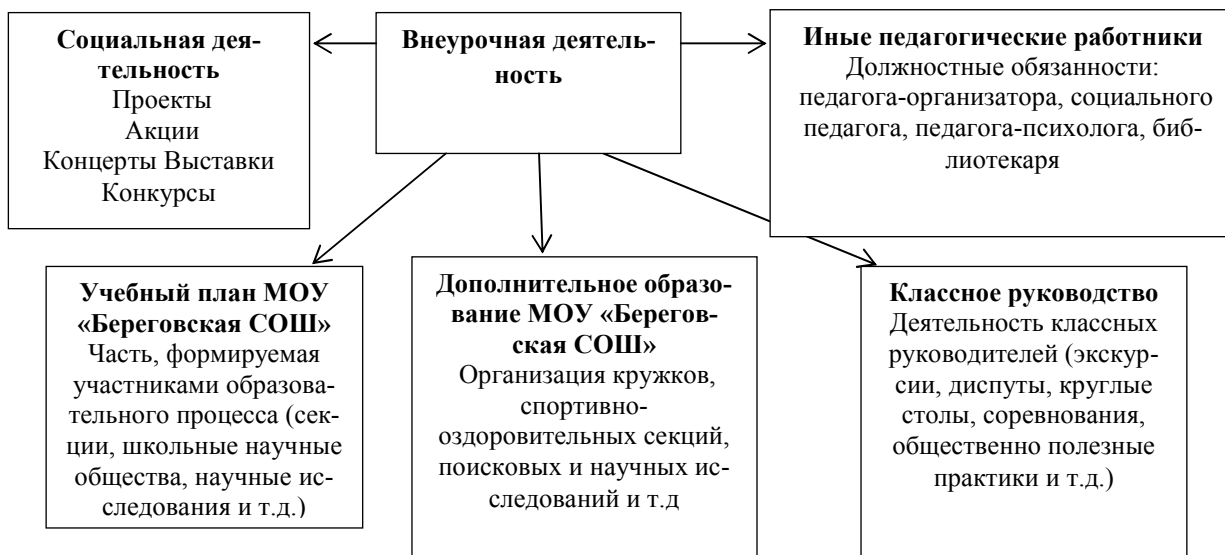 Социальная дея-
тельность
Проекты
Акции
Концерты Выставки
Конкурсы
Внеурочная деятель-
ность
Иные педагогические работники
Должностные обязанности:
педагога-организатора, социального
педагога, педагога-психолога, биб-
лиотекаря
Учебный план МОУ
«Береговская СОШ»
Часть, формируемая
участниками образова-
тельного процесса (сек-
ции, школьные научные
общества, научные ис-
следования и т.д.)
Дополнительное образо-
вание МОУ «Берегов-
ская СОШ»
Организация кружков,
спортивно-
оздоровительных секций,
поисковых и научных ис-
следований и т.д
Классное руководство
Деятельность классных
руководителей (экскур-
сии, диспуты, круглые
столы, соревнования,
общественно полезные
практики и т.д.)